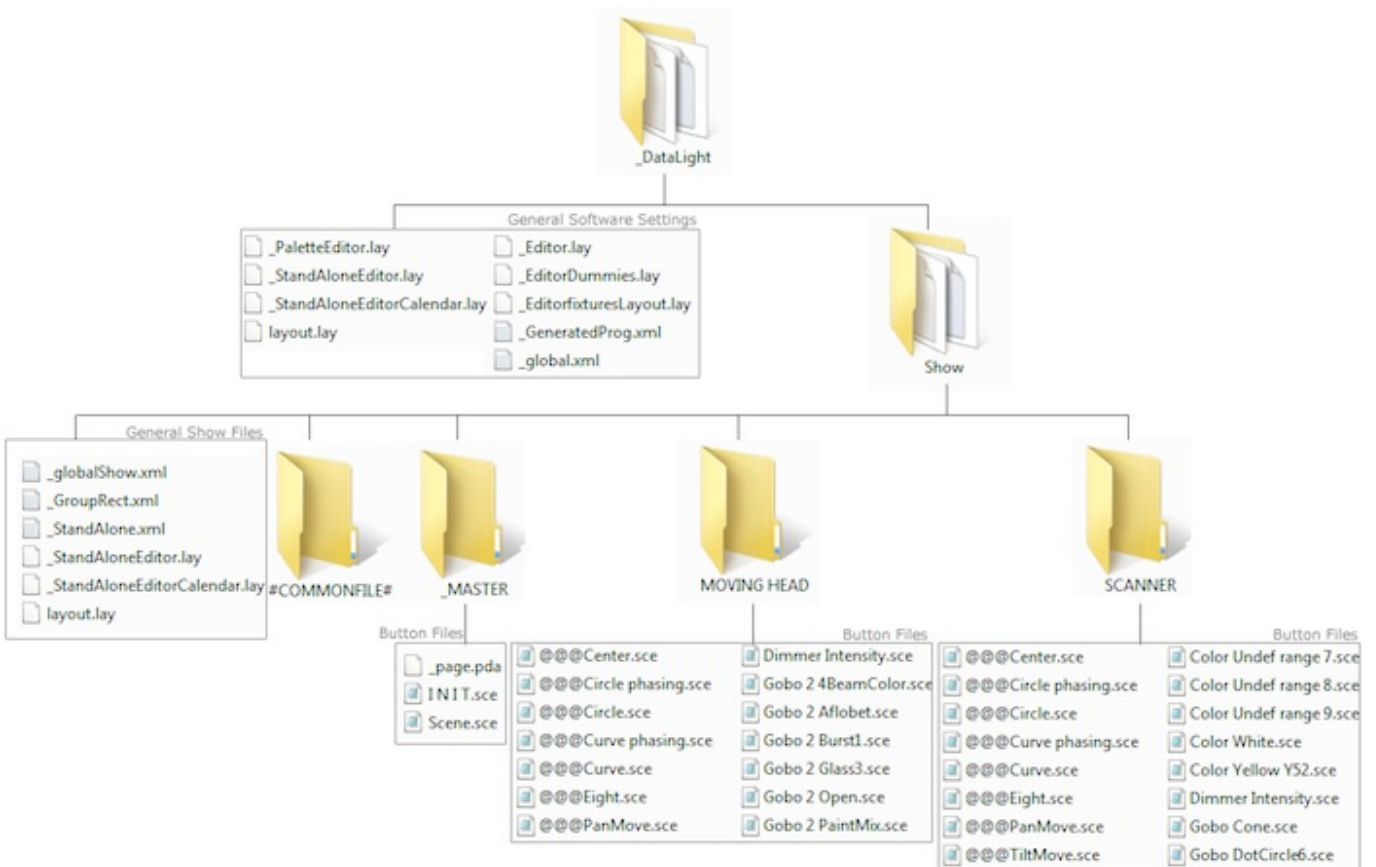 _DataLight
General Software Settings
_PaletteEditor.lay
_StandAloneEditor.lay
_StandAloneEditorCalendar.lay
layout.lay
_Editor.lay
_EditorDummies.lay
_EditorfixturesLayout.lay
_GeneratedProg.xml
_global.xml
Show
General Show Files
_globalShow.xml
_GroupRect.xml
_StandAlone.xml
_StandAloneEditor.lay
_StandAloneEditorCalendar.lay
layout.lay
#COMMONFILE#
_MASTER
MOVING HEAD
SCANNER
Button Files
_page.pda
I N I T.sce
Scene.sce
Button Files
@@@Center.sce
@@@Circle phasing.sce
@@@Circle.sce
@@@Curve phasing.sce
@@@Curve.sce
@@@Eight.sce
@@@PanMove.sce
Dimmer Intensity.sce
Gobo 2 4BeamColor.sce
Gobo 2 Aflobet.sce
Gobo 2 Burst1.sce
Gobo 2 Glass3.sce
Gobo 2 Open.sce
Gobo 2 PaintMix.sce
Button Files
@@@Center.sce
@@@Circle phasing.sce
@@@Circle.sce
@@@Curve phasing.sce
@@@Curve.sce
@@@Eight.sce
@@@PanMove.sce
@@@TiltMove.sce
Color Undef range 7.sce
Color Undef range 8.sce
Color Undef range 9.sce
Color White.sce
Color Yellow Y52.sce
Dimmer Intensity.sce
Gobo Cone.sce
Gobo DotCircle6.sce